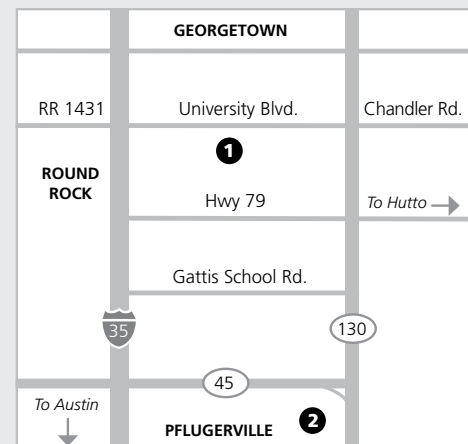 GEORGETOWN
RR 1431
University Blvd.
Chandler Rd.
1
ROUND
ROCK
Hwy 79
To Hutto
Gattis School Rd.
35
130
45
To Austin
2
PFLUGERVILLE